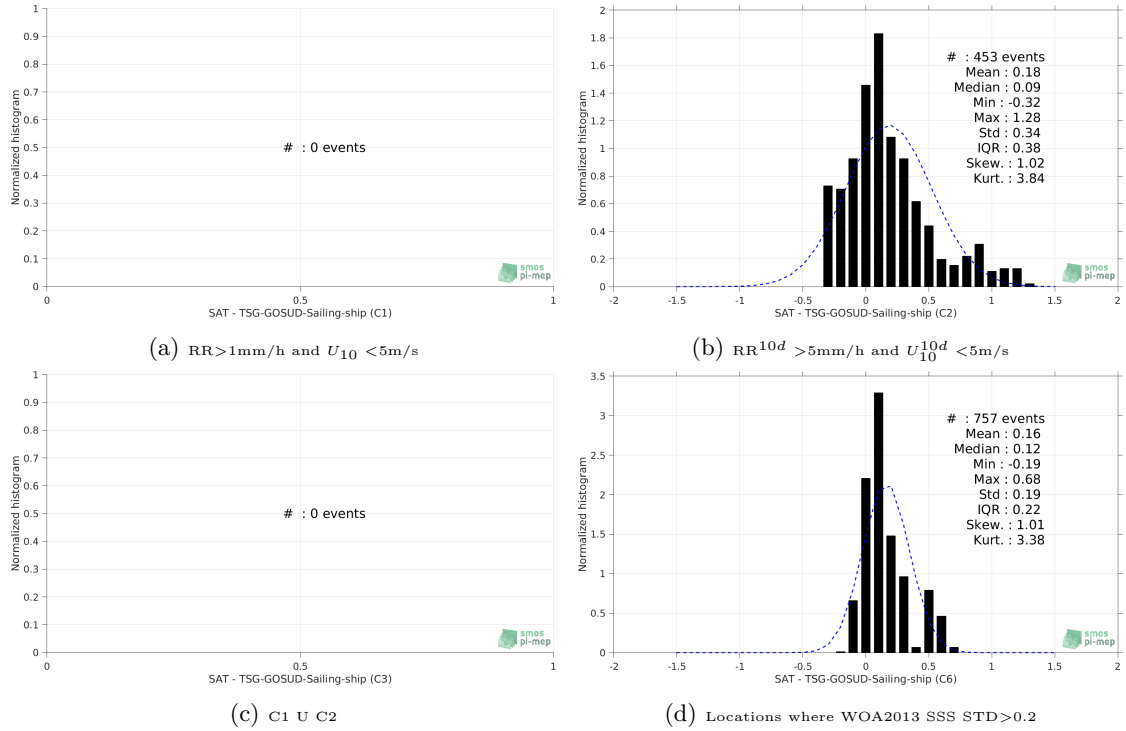 1
0.9
0.8
0.7
0.6
0.5
0.4
0.3
0.2
0.1
0
Normalized histogram
# : 0 events
smos
pi-mep
0 0.5 1
SAT - TSG-GOSUD-Sailing-ship (C1)
(a) RR>1mm/h and U10 <5m/s
2
1.8
1.6
1.4
1.2
1
0.8
0.6
0.4
0.2
0
Normalized histogram
# : 453 events
Mean : 0.18
Median : 0.09
Min : -0.32
Max : 1.28
Std : 0.34
IQR : 0.38
Skew. : 1.02
Kurt. : 3.84
smos
pi-mep
-2 -1.5 -1 -0.5 0 0.5 1 1.5 2
SAT - TSG-GOSUD-Sailing-ship (C2)
(b) RR10d >5mm/h and U10d10 <5m/s
1
0.9
0.8
0.7
0.6
0.5
0.4
0.3
0.2
0.1
0
Normalized histogram
# : 0 events
smos
pi-mep
0 0.5 1
SAT - TSG-GOSUD-Sailing-ship (C3)
(c) C1 U C2
3.5
3
2.5
2
1.5
1
0.5
0
Normalized histogram
# : 757 events
Mean : 0.16
Median : 0.12
Min : -0.19
Max : 0.68
Std : 0.19
IQR : 0.22
Skew. : 1.01
Kurt. : 3.38
smos
pi-mep
-2 -1.5 -1 -0.5 0 0.5 1 1.5 2
SAT - TSG-GOSUD-Sailing-ship (C6)
(d) Locations where WOA2013 SSS STD>0.2